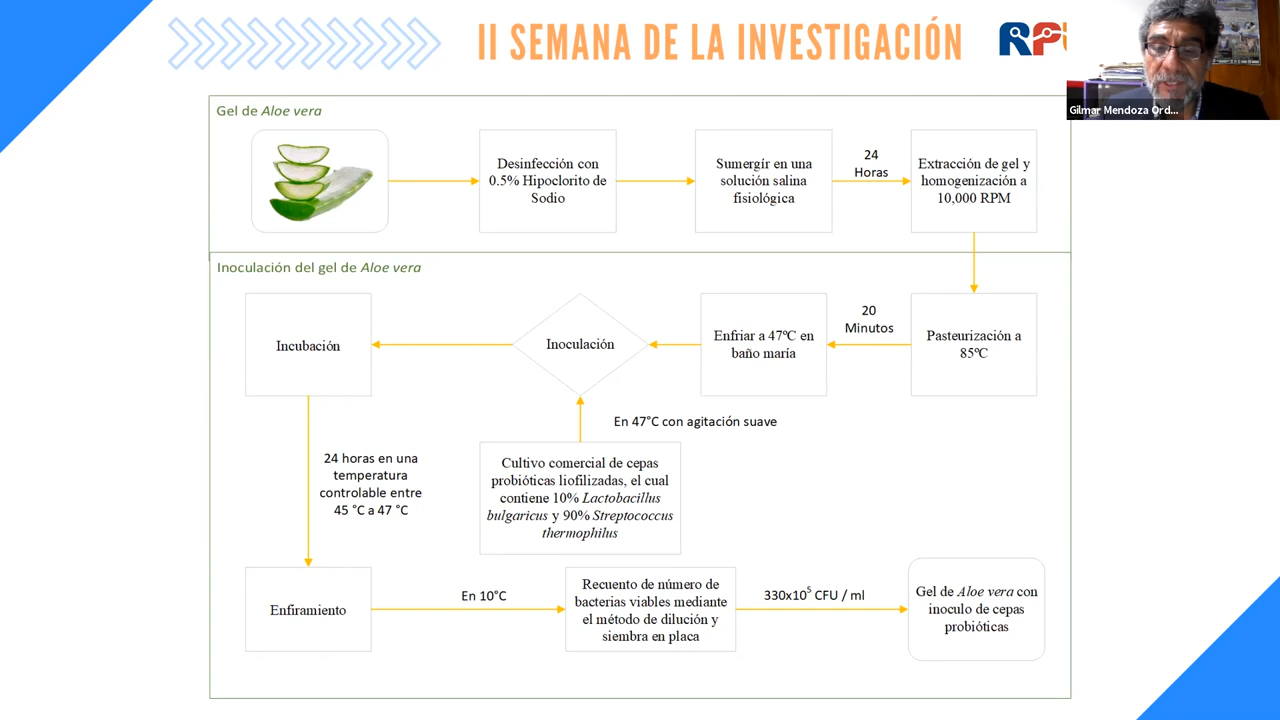 II SEMANA DE LA INVESTIGACIÓN
Gilmar Mendoza Ord...
Gel de Aloe vera
Desinfección con
0.5% Hipoclorito de
Sodio
Sumergír en una
solución salina
fisiológica
24
Horas
Extracción de gel y
homogenización a
10,000 RPM
Inoculación del gel de Aloe vera
Incubación
Inoculación
Enfriar a 47ºC en
baño maría
20
Minutos
Pasteurización a
85ºC
En 47°C con agitación suave
24 horas en una
temperatura
controlable entre
45 °C a 47 °C
Cultivo comercial de cepas
probióticas liofilizadas, el cual
contiene 10% Lactobacillus
bulgaricus y 90% Streptococcus
thermophilus
Enfiramiento
En 10°C
Recuento de número de
bacterias viables mediante
el método de dilución y
siembra en placa
330x10⁵ CFU / ml
Gel de Aloe vera con
inoculo de cepas
probióticas